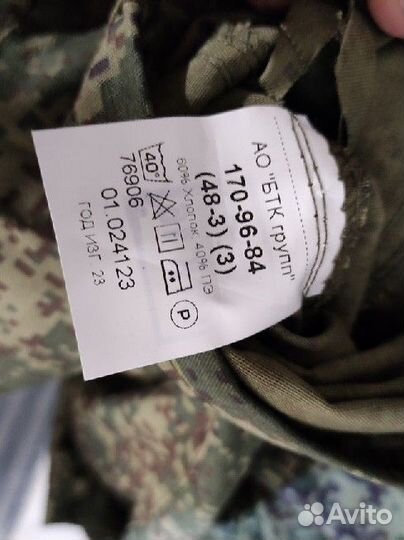 АО "БТК групп"
170-96-84
(48-3) (3)
60% Хлопок 40% ПЭ
40°
P
76906
01.024123
ГОД ИЗГ. 23
Avito